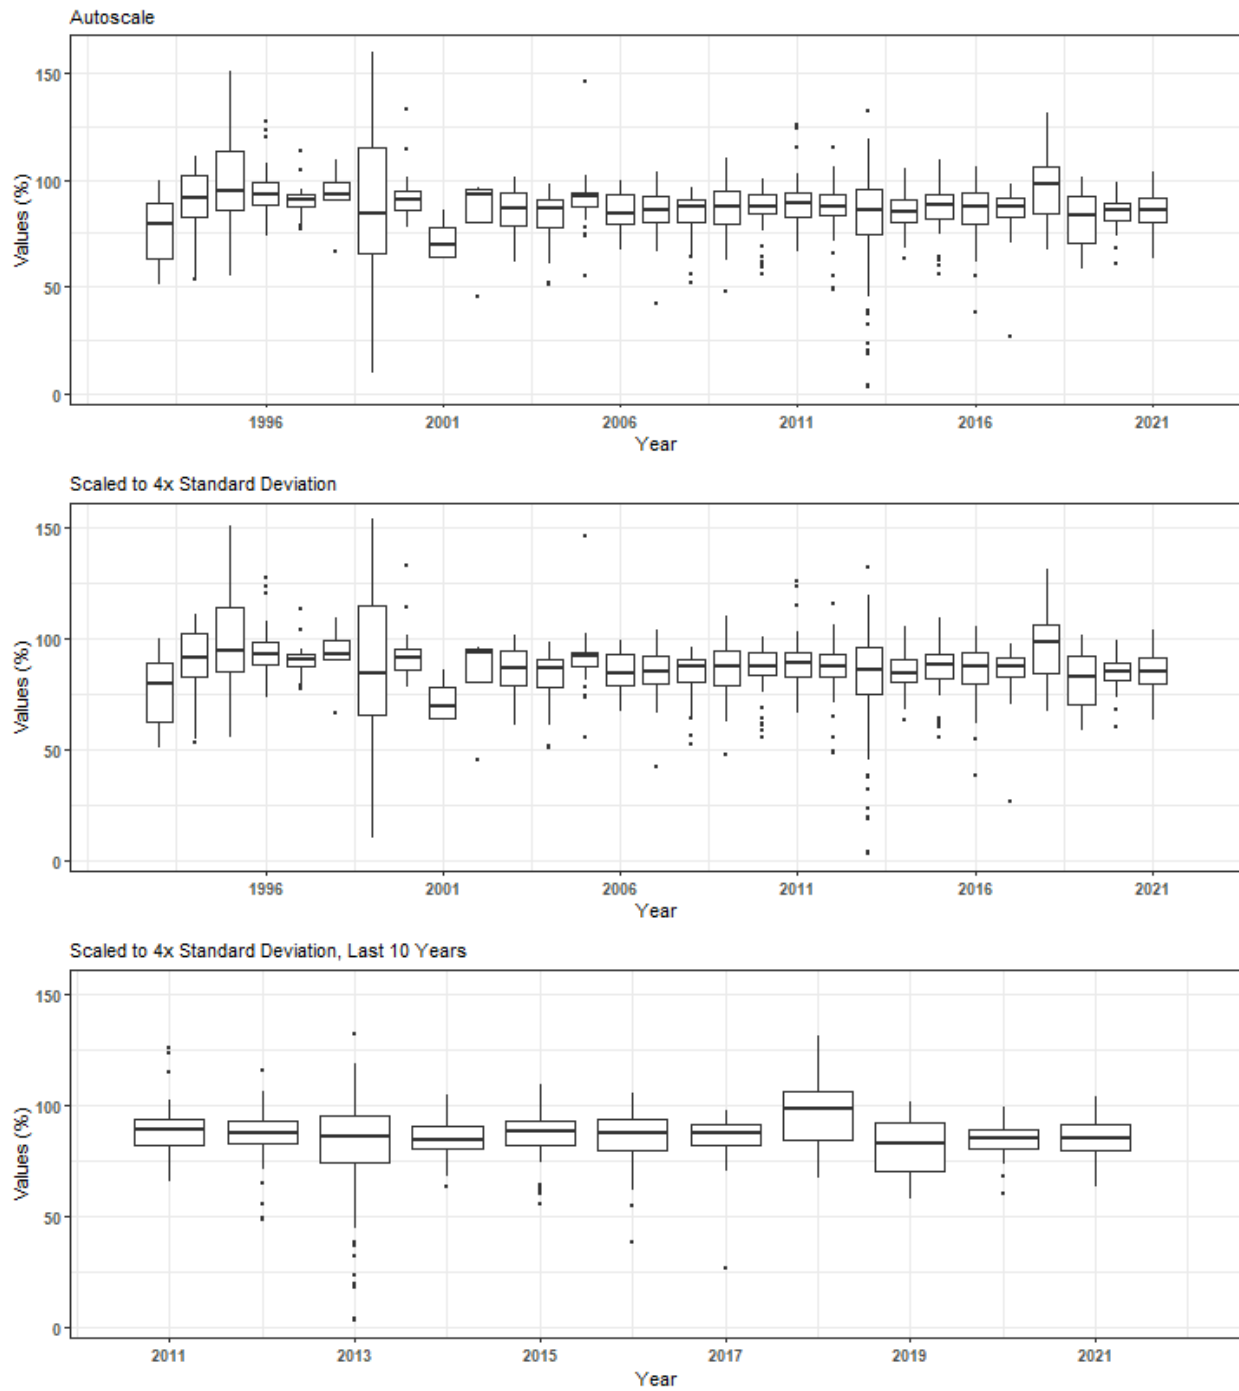 Autoscale
150
100
50
0
Values (%)
1996 2001 2006 2011 2016 2021
Year
Scaled to 4x Standard Deviation
150
100
50
0
Values (%)
1996 2001 2006 2011 2016 2021
Year
Scaled to 4x Standard Deviation, Last 10 Years
150
100
50
0
Values (%)
2011 2013 2015 2017 2019 2021
Year